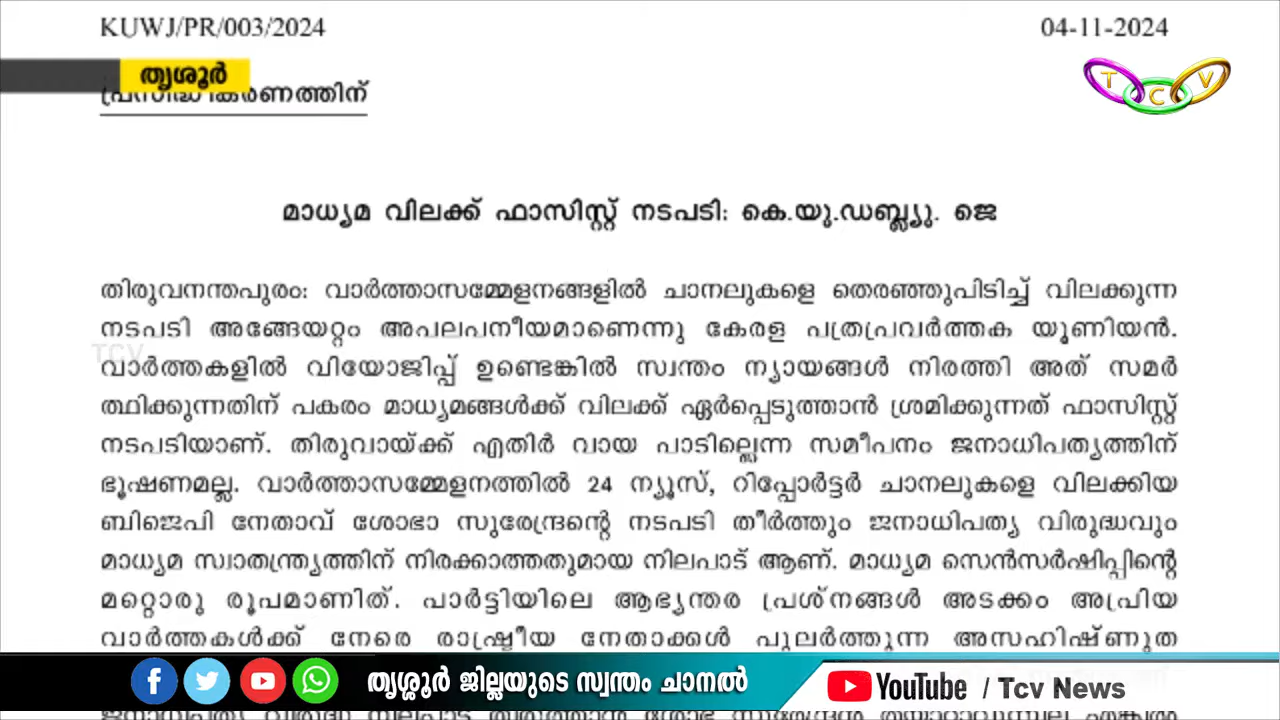 KUWJ/PR/003/2024 04-11-2024
തൃശൂർ
T C V
പ്രസിദ്ധീകരണത്തിന്
മാധ്യമ വിലക്ക് ഫാസിസ്റ്റ് നടപടി: കെ.യു.ഡബ്ല്യു. ജെ
തിരുവനന്തപുരം: വാർത്താസമ്മേളനങ്ങളിൽ ചാനലുകളെ തെരഞ്ഞുപിടിച്ച് വിലക്കുന്ന
നടപടി അങ്ങേയറ്റം അപലപനീയമാണെന്നു കേരള പത്രപ്രവർത്തക യൂണിയൻ.
TCV
വാർത്തകളിൽ വിയോജിപ്പ് ഉണ്ടെങ്കിൽ സ്വന്തം ന്യായങ്ങൾ നിരത്തി അത് സമർ
ത്ഥിക്കുന്നതിന് പകരം മാധ്യമങ്ങൾക്ക് വിലക്ക് ഏർപ്പെടുത്താൻ ശ്രമിക്കുന്നത് ഫാസിസ്റ്റ്
നടപടിയാണ്. തിരുവായ്ക്ക് എതിർ വായ പാടില്ലെന്ന സമീപനം ജനാധിപത്യത്തിന്
ഭൂഷണമല്ല. വാർത്താസമ്മേളനത്തിൽ 24 ന്യൂസ്, റിപ്പോർട്ടർ ചാനലുകളെ വിലക്കിയ
ബിജെപി നേതാവ് ശോഭാ സുരേന്ദ്രന്റെ നടപടി തീർത്തും ജനാധിപത്യ വിരുദ്ധവും
മാധ്യമ സ്വാതന്ത്ര്യത്തിന് നിരക്കാത്തതുമായ നിലപാട് ആണ്. മാധ്യമ സെൻസർഷിപ്പിന്റെ
മറ്റൊരു രൂപമാണിത്. പാർട്ടിയിലെ ആഭ്യന്തര പ്രശ്നങ്ങൾ അടക്കം അപ്രിയ
വാർത്തകൾക്ക് നേരെ രാഷ്ട്രീയ നേതാക്കൾ പുലർത്തുന്ന അസഹിഷ്ണുത
തൃശ്ശൂർ ജില്ലയുടെ സ്വന്തം ചാനൽ YouTube / Tcv News